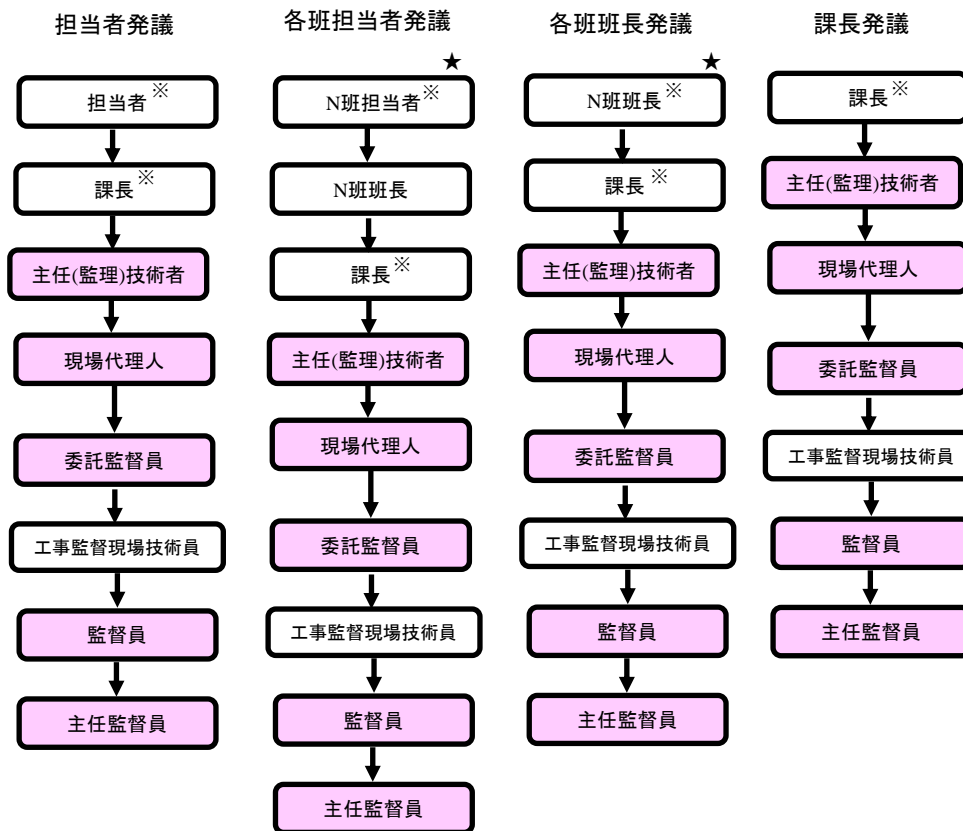 担当者発議
担当者※
課長※
主任(監理)技術者
現場代理人
委託監督員
工事監督現場技術員
監督員
主任監督員
各班担当者発議
★
N班担当者※
N班班長
課長※
主任(監理)技術者
現場代理人
委託監督員
工事監督現場技術員
監督員
主任監督員
各班班長発議
★
N班班長※
課長※
主任(監理)技術者
現場代理人
委託監督員
工事監督現場技術員
監督員
主任監督員
課長発議
課長※
主任(監理)技術者
現場代理人
委託監督員
工事監督現場技術員
監督員
主任監督員